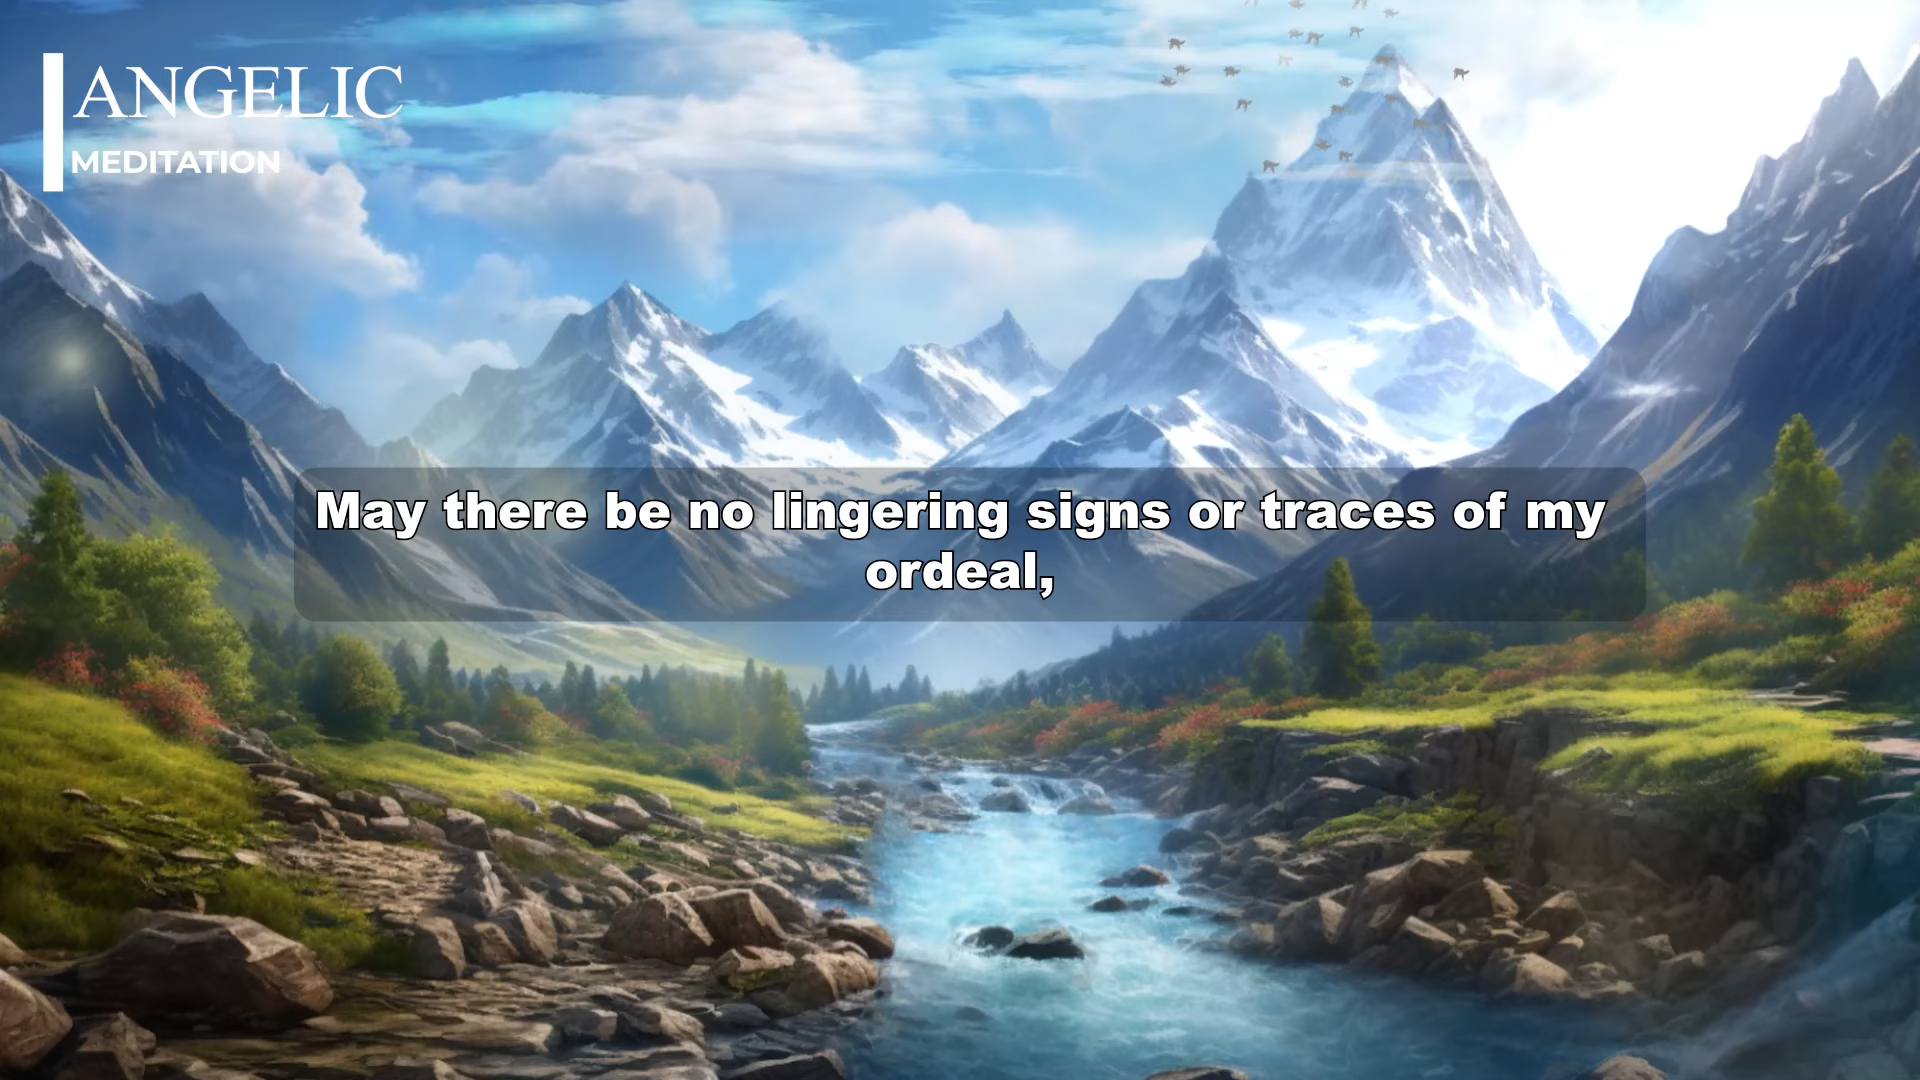 ANGELIC
MEDITATION
May there be no lingering signs or traces of my
ordeal,